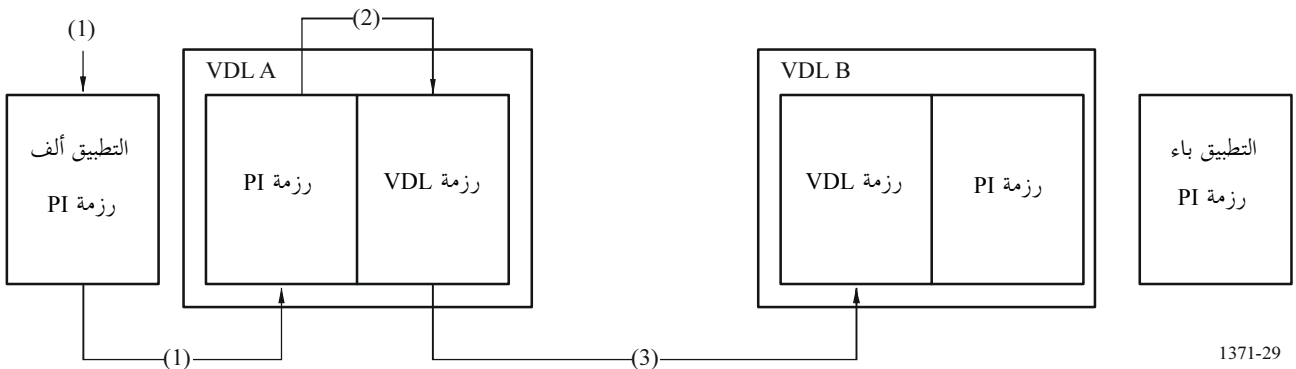 (2)
(1)
VDL A
VDL B
التطبيق ألف
رزمة PI
رزمة PI
رزمة VDL
رزمة VDL
رزمة PI
التطبيق باء
رزمة PI
(1)
(3)
1371-29